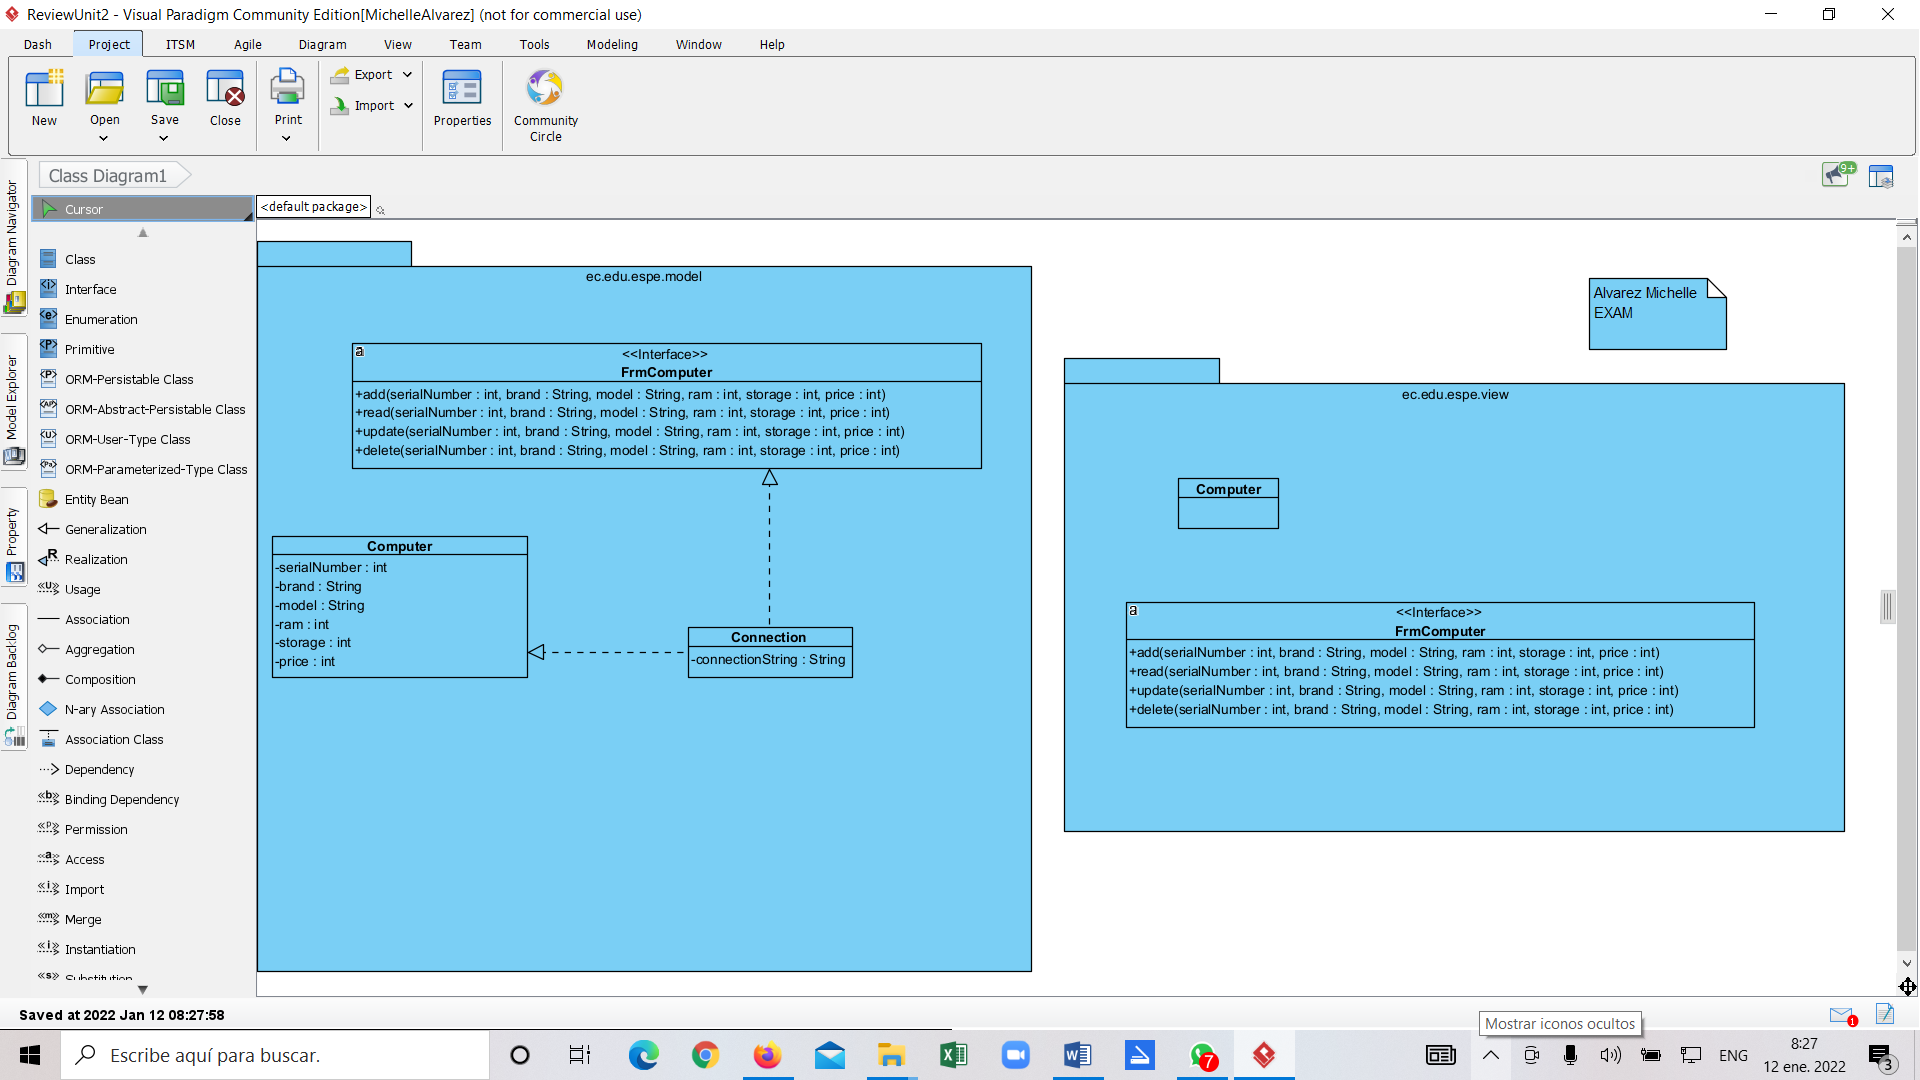 ReviewUnit2 - Visual Paradigm Community Edition[MichelleAlvarez] (not for commercial use)
Dash Project ITSM Agile Diagram View Team Tools Modeling Window Help
New Open Save Close Print Export Import Properties Community Circle
Class Diagram1
9+
Diagram Navigator
Model Explorer
Property
Diagram Backlog
Cursor
Class
Interface
Enumeration
Primitive
ORM-Persistable Class
ORM-Abstract-Persistable Class
ORM-User-Type Class
ORM-Parameterized-Type Class
Entity Bean
Generalization
Realization
Usage
Association
Aggregation
Composition
N-ary Association
Association Class
Dependency
Binding Dependency
Permission
Access
Import
Merge
Instantiation
Substitution
<default package>
ec.edu.espe.model
a
<<Interface>>
FrmComputer
+add(serialNumber : int, brand : String, model : String, ram : int, storage : int, price : int)
+read(serialNumber : int, brand : String, model : String, ram : int, storage : int, price : int)
+update(serialNumber : int, brand : String, model : String, ram : int, storage : int, price : int)
+delete(serialNumber : int, brand : String, model : String, ram : int, storage : int, price : int)
Computer
-serialNumber : int
-brand : String
-model : String
-ram : int
-storage : int
-price : int
Connection
-connectionString : String
Alvarez Michelle
EXAM
ec.edu.espe.view
Computer
a
<<Interface>>
FrmComputer
+add(serialNumber : int, brand : String, model : String, ram : int, storage : int, price : int)
+read(serialNumber : int, brand : String, model : String, ram : int, storage : int, price : int)
+update(serialNumber : int, brand : String, model : String, ram : int, storage : int, price : int)
+delete(serialNumber : int, brand : String, model : String, ram : int, storage : int, price : int)
Saved at 2022 Jan 12 08:27:58
1
Mostrar iconos ocultos
Escribe aquí para buscar.
7
ENG
8:27
12 ene. 2022
3